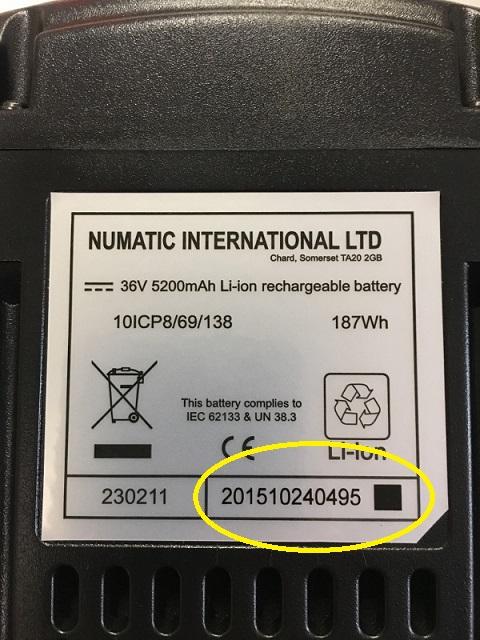 NUMATIC INTERNATIONAL LTD
Chard, Somerset TA20 2GB
36V 5200mAh Li-ion rechargeable battery
10ICP8/69/138 187Wh
This battery complies to
IEC 62133 & UN 38.3
CE
Li-ion
230211 201510240495